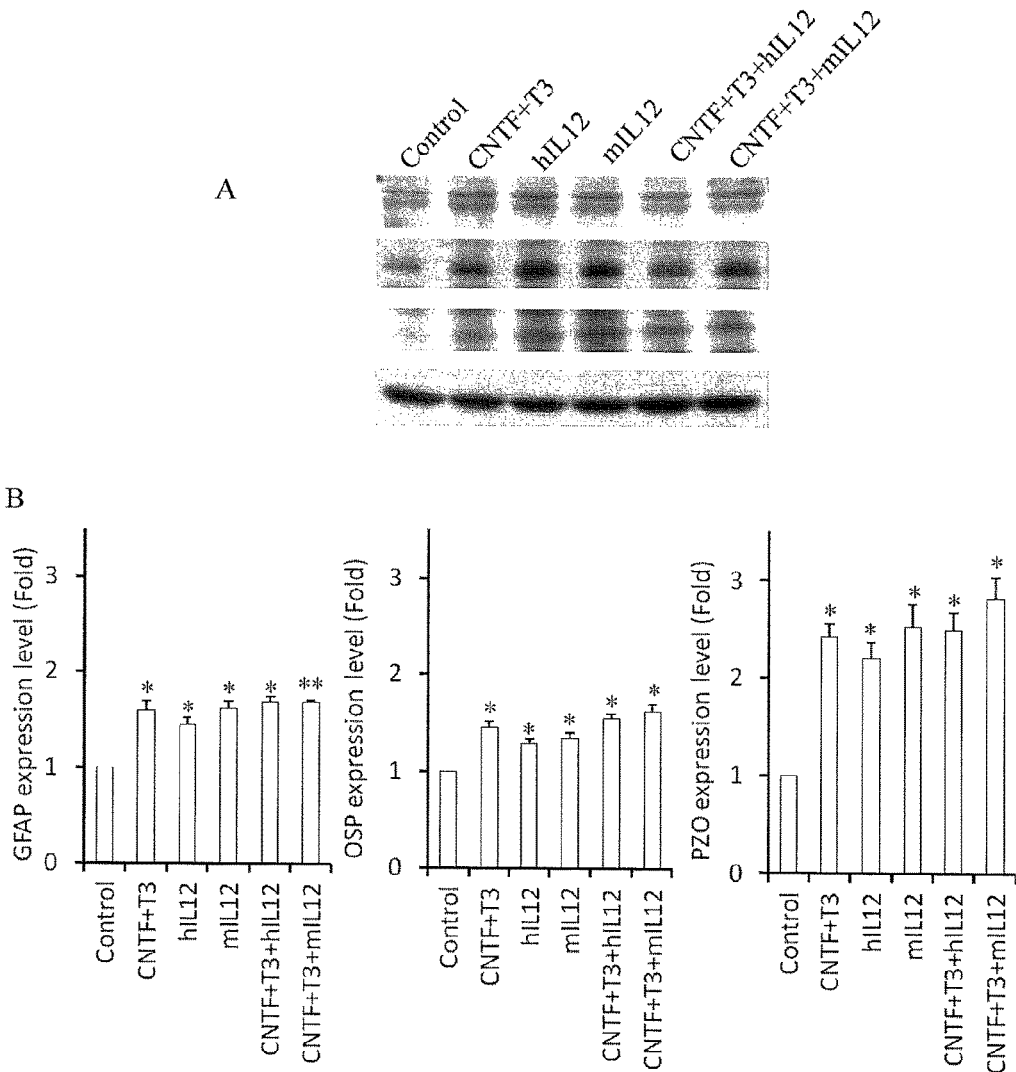 A
Control
CNTF+T3
hIL12
mIL12
CNTF+T3+hIL12
CNTF+T3+mIL12
B
GFAP expression level (Fold)
3
2
1
0
*
*
*
*
**
Control
CNTF+T3
hIL12
mIL12
CNTF+T3+hIL12
CNTF+T3+mIL12
OSP expression level (Fold)
3
2
1
0
*
*
*
*
*
Control
CNTF+T3
hIL12
mIL12
CNTF+T3+hIL12
CNTF+T3+mIL12
PZO expression level (Fold)
3
2
1
0
*
*
*
*
*
Control
CNTF+T3
hIL12
mIL12
CNTF+T3+hIL12
CNTF+T3+mIL12